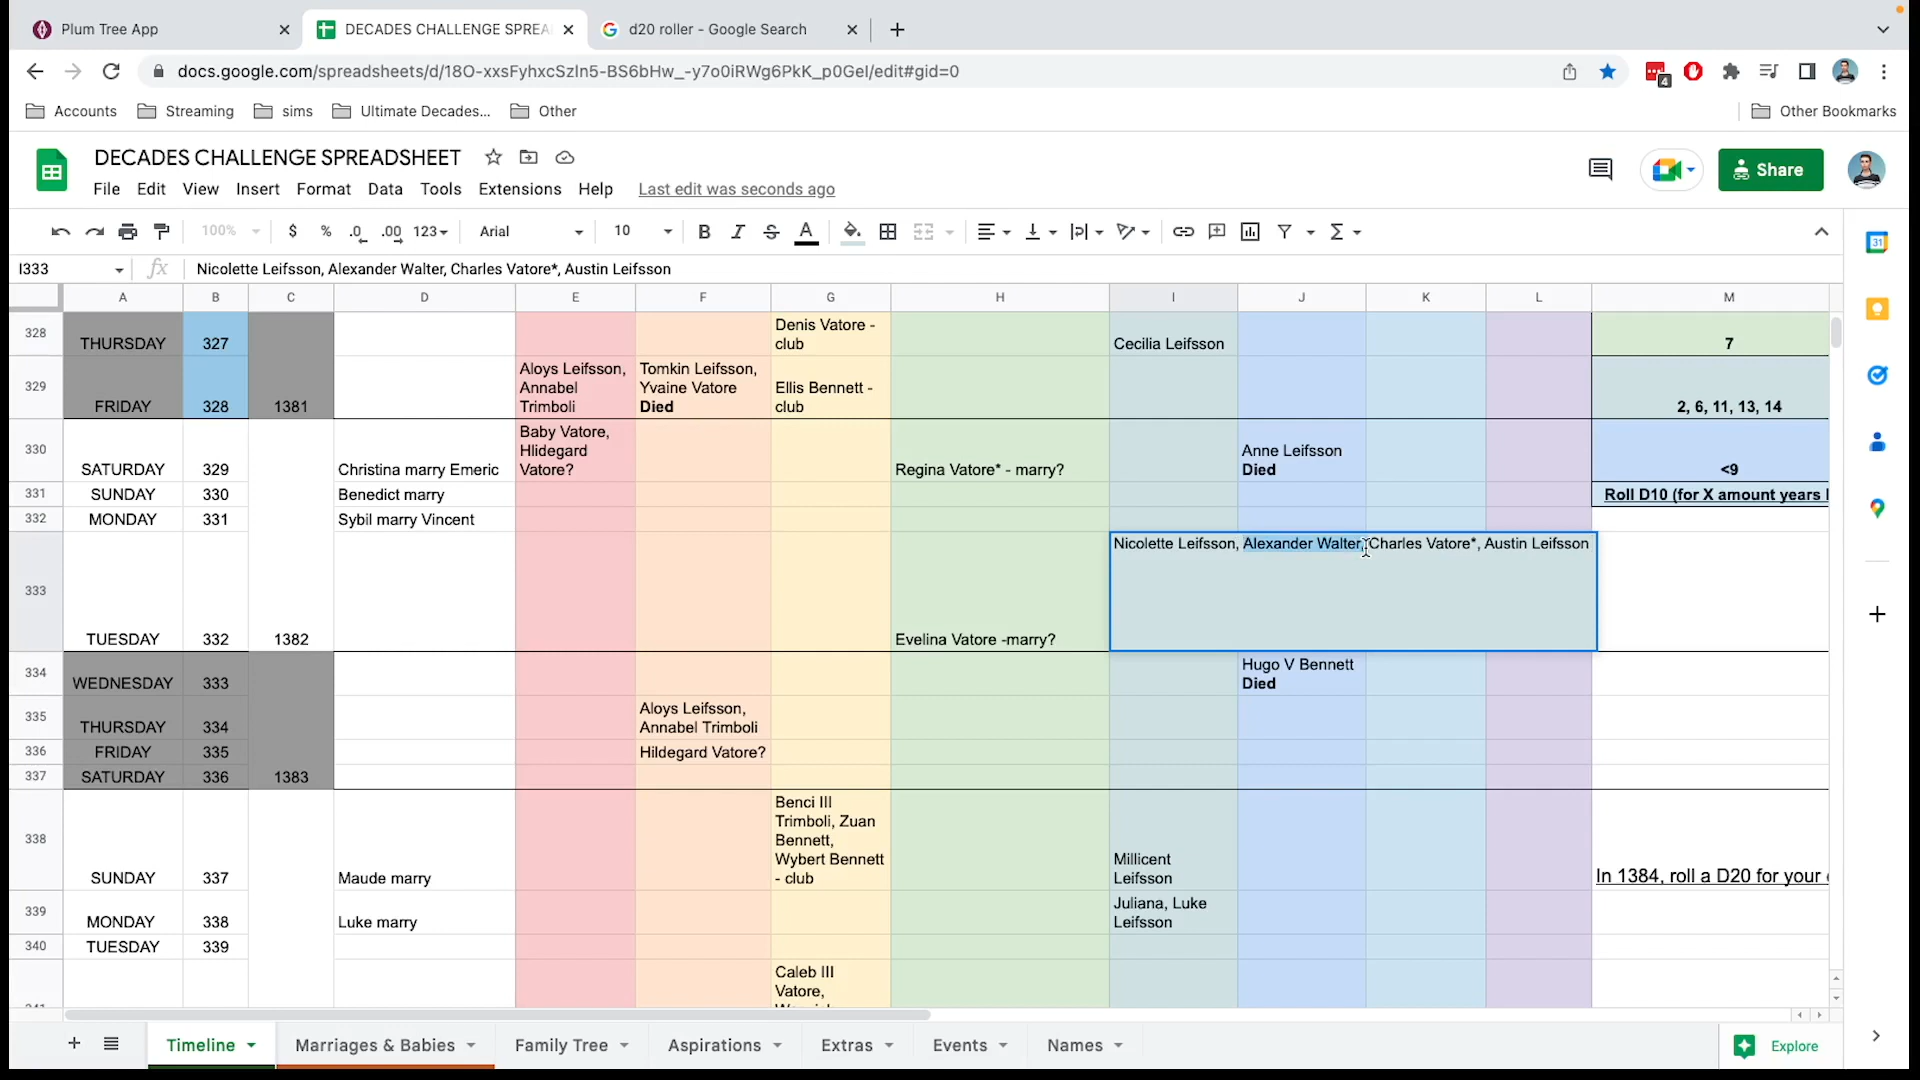 Plum Tree App
DECADES CHALLENGE SPREA
d20 roller - Google Search
docs.google.com/spreadsheets/d/18O-xxsFyhxcSzIn5-BS6bHw_-y7o0iRWg6PkK_p0GeI/edit#gid=0
4
Accounts Streaming sims Ultimate Decades... Other Other Bookmarks
DECADES CHALLENGE SPREADSHEET
Share
File Edit View Insert Format Data Tools Extensions Help Last edit was seconds ago
100% $ % .0 .00 123 Arial 10 B I S A
31
I333 fx Nicolette Leifsson, Alexander Walter, Charles Vatore*, Austin Leifsson
A B C D E F G H I J K L M
328 THURSDAY 327 Denis Vatore - club Cecilia Leifsson 7
329 FRIDAY 328 1381 Aloys Leifsson, Annabel Trimboli Tomkin Leifsson, Yvaine Vatore Died Ellis Bennett - club 2, 6, 11, 13, 14
330 SATURDAY 329 Christina marry Emeric Baby Vatore, Hlidegard Vatore? Regina Vatore* - marry? Anne Leifsson Died <9
331 SUNDAY 330 Benedict marry Roll D10 (for X amount years
332 MONDAY 331 Sybil marry Vincent
333 TUESDAY 332 1382 Evelina Vatore -marry? Nicolette Leifsson, Alexander Walter, Charles Vatore*, Austin Leifsson
334 WEDNESDAY 333 Hugo V Bennett Died
335 THURSDAY 334 Aloys Leifsson, Annabel Trimboli
336 FRIDAY 335 Hildegard Vatore?
337 SATURDAY 336 1383
338 SUNDAY 337 Maude marry Benci III Trimboli, Zuan Bennett, Wybert Bennett - club Millicent Leifsson In 1384, roll a D20 for your
339 MONDAY 338 Luke marry Juliana, Luke Leifsson
340 TUESDAY 339
341 Caleb III Vatore,
Timeline Marriages & Babies Family Tree Aspirations Extras Events Names Explore